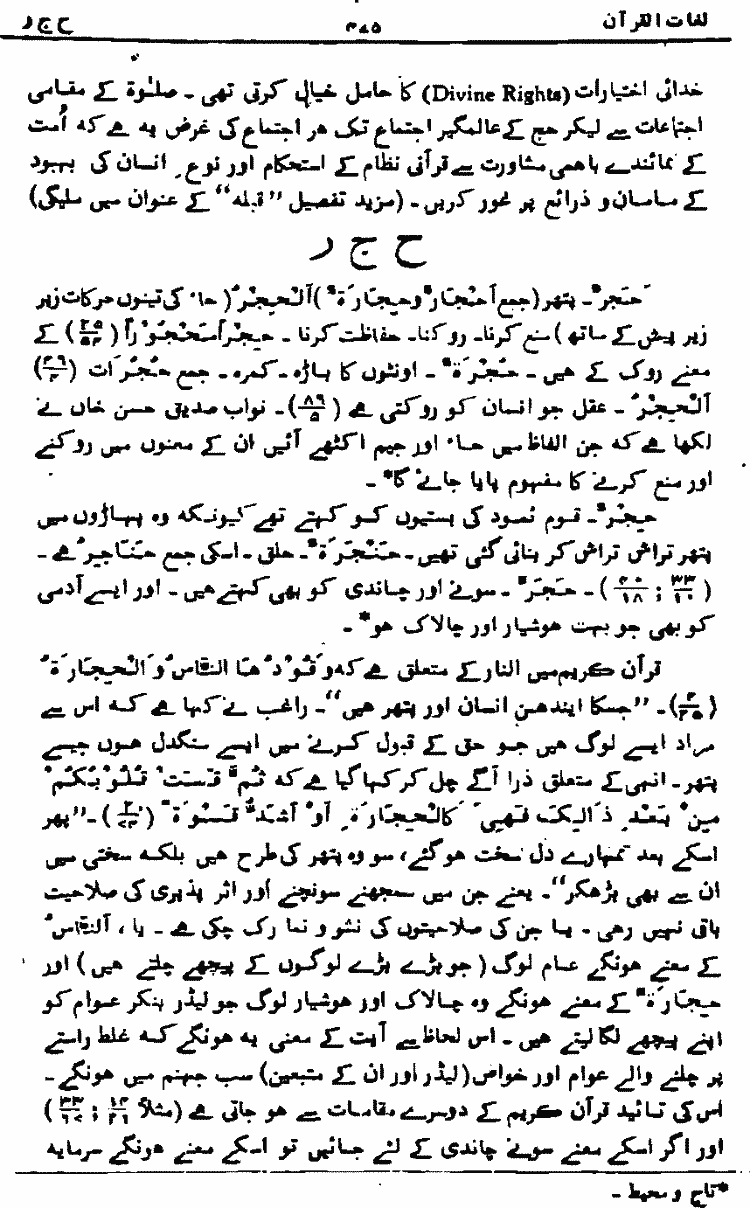 لغات القرآن ۴۷۵ ح ج ر
خدائی اختیارات (Divine Rights) کا حامل خیال کرتی تھی ـ صلوٰۃ کے مقامی
اجتماعات سے لیکر حج کے عالمگیر اجتماع تک ہر اجتماع کی غرض یہ ہے کہ اُمت
کے نمائندے باہمی مشاورت سے قرآنی نظام کے استحکام اور نوعِ انسان کی بہبود
کے سامان و ذرائع پر غور کریں ـ (مزید تفصیل ”قبلہ“ کے عنوان میں ملیگی)
ح ج ر
حَجَرٌ ـ پتھر (جمع اَحْجَارٌ وحِجَارَۃٌ) اَلْحِجْرُ (حاء کی تینوں حرکات زیر
زبر پیش کے ساتھ) منع کرنا ـ روکنا ـ حفاظت کرنا ـ حِجْراً مَّحْجُوْراً (۲۵/۵۳) کے
معنے روک کے ہیں ـ حُجْرَۃٌ ـ اونٹوں کا باڑہ ـ کمرہ ـ جمع حُجُرَات (۴۹/۴)
اَلْحِجْرُ ـ عقل جو انسان کو روکتی ہے (۸۹/۵) ـ نواب صدیق حسن خاں نے
لکھا ہے کہ جن الفاظ میں حاء اور جیم اکٹھے آئیں ان کے معنوں میں روکنے
اور منع کرنے کا مفہوم پایا جائے گا* ـ
حِجْرٌ ـ قوم ثمود کی بستیوں کو کہتے تھے کیونکہ وہ پہاڑوں میں
پتھر تراش تراش کر بنائی گئی تھیں ـ حَنْجَرَۃٌ ـ حلق ـ اسکی جمع حَنَاجِرُ ہے ـ
(۳۳/۱۰ ; ۴۰/۱۸) ـ حَجَرٌ ـ سونے اور چاندی کو بھی کہتے ہیں ـ اور ایسے آدمی
کو بھی جو بہت ہوشیار اور چالاک ہو* ـ
قرآن کریم میں النار کے متعلق ہے کہ وَقُوْدُھَا النَّاسُ وَالْحِجَارَۃُ
(۲/۲۴) ـ ”جسکا ایندھن انسان اور پتھر ہیں“ ـ راغب نے کہا ہے کہ اس سے
مراد ایسے لوگ ہیں جو حق کے قبول کرنے میں ایسے سنگدل ہوں جیسے
پتھر ـ انہی کے متعلق ذرا آگے چل کر کہا گیا ہے کہ ثُمَّ قَسَتْ قُلُوْبُکُمْ
مِنْ بَعْدِ ذَالِکَ فَھِیَ کَالْحِجَارَۃِ اَوْ اَشَدُّ قَسْوَۃً (۲/۷۴) ـ ”پھر
اسکے بعد تمہارے دل سخت ہو گئے، سو وہ پتھر کی طرح ہیں بلکہ سختی میں
ان سے بھی بڑھکر“ ـ یعنے جن میں سمجھنے سوچنے اور اثر پذیری کی صلاحیت
باقی نہیں رہی ـ یا جن کی صلاحیتوں کی نشو و نما رک چکی ہے ـ یا ، اَلنَّاسُ
کے معنے ہونگے عام لوگ (جو بڑے بڑے لوگوں کے پیچھے چلتے ہیں) اور
حِجَارَۃٌ کے معنے ہونگے وہ چالاک اور ہوشیار لوگ جو لیڈر بنکر عوام کو
اپنے پیچھے لگا لیتے ہیں ـ اس لحاظ سے آیت کے معنی یہ ہونگے کہ غلط راستے
پر چلنے والے عوام اور خواص (لیڈر اور ان کے متبعین) سب جہنم میں ہونگے ـ
اس کی تائید قرآن کریم کے دوسرے مقامات سے ہو جاتی ہے (مثلاً ۱۴/۲۱ ; ۳۳/۶۷)
اور اگر اسکے معنے سونے چاندی کے لئے جائیں تو اسکے معنے ہونگے سرمایہ
*تاج و محیط ـ